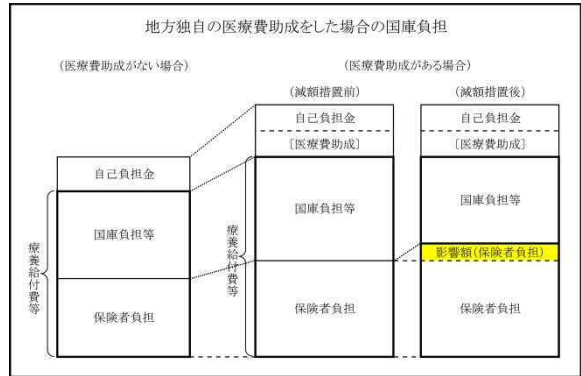 地方独自の医療費助成をした場合の国庫負担
(医療費助成がない場合)
(医療費助成がある場合)
(減額措置前)
(減額措置後)
自己負担金
国庫負担等
保険者負担
療養給付費等
自己負担金
[医療費助成]
国庫負担等
保険者負担
療養給付費等
自己負担金
[医療費助成]
国庫負担等
影響額(保険者負担)
保険者負担